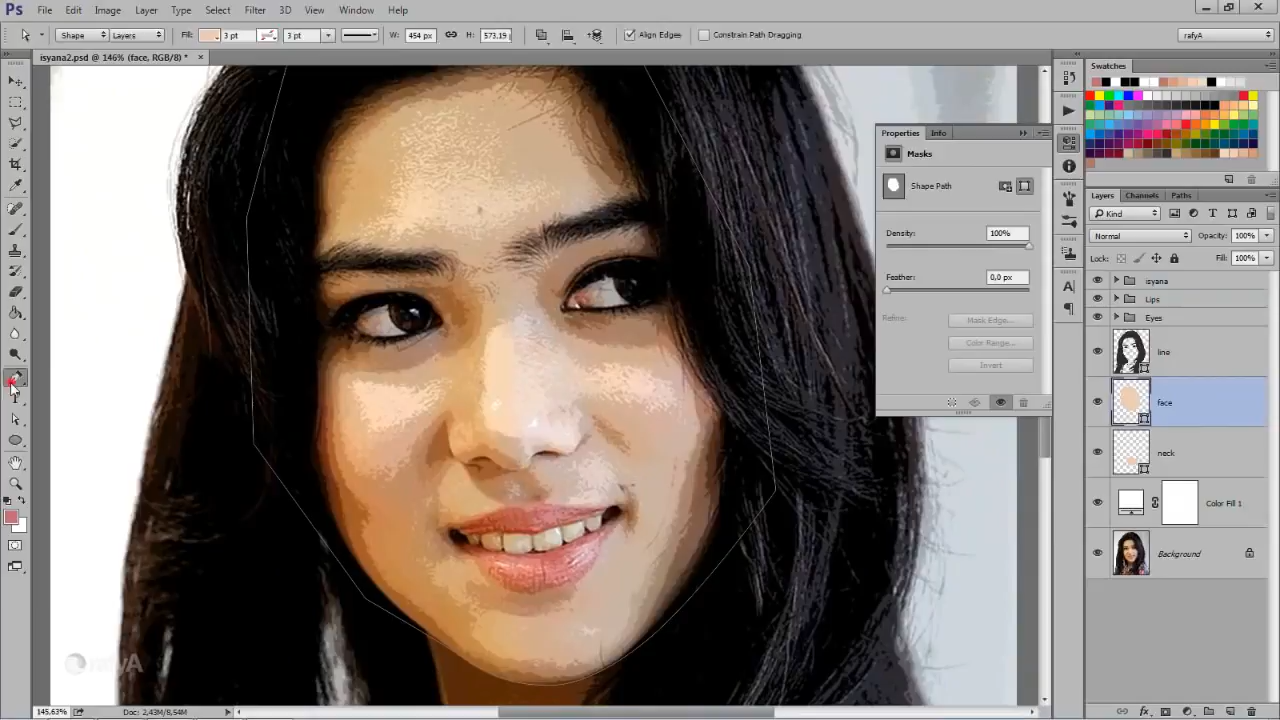 Ps File Edit Image Layer Type Select Filter 3D View Window Help
Shape Layers Fill: 3 pt 3 pt W: 454 px H: 573.19 Align Edges Constrain Path Dragging rafyA
isyana2.psd @ 146% (face, RGB/8) * ×
Swatches
Properties Info
Masks
Shape Path
Density: 100%
Feather: 0,0 px
Refine: Mask Edge...
Color Range...
Invert
Layers Channels Paths
Kind
Normal Opacity: 100%
Lock: Fill: 100%
isyana
Lips
Eyes
line
face
neck
Color Fill 1
Background
rafyA
145.63% Doc: 2,43M/8,54M